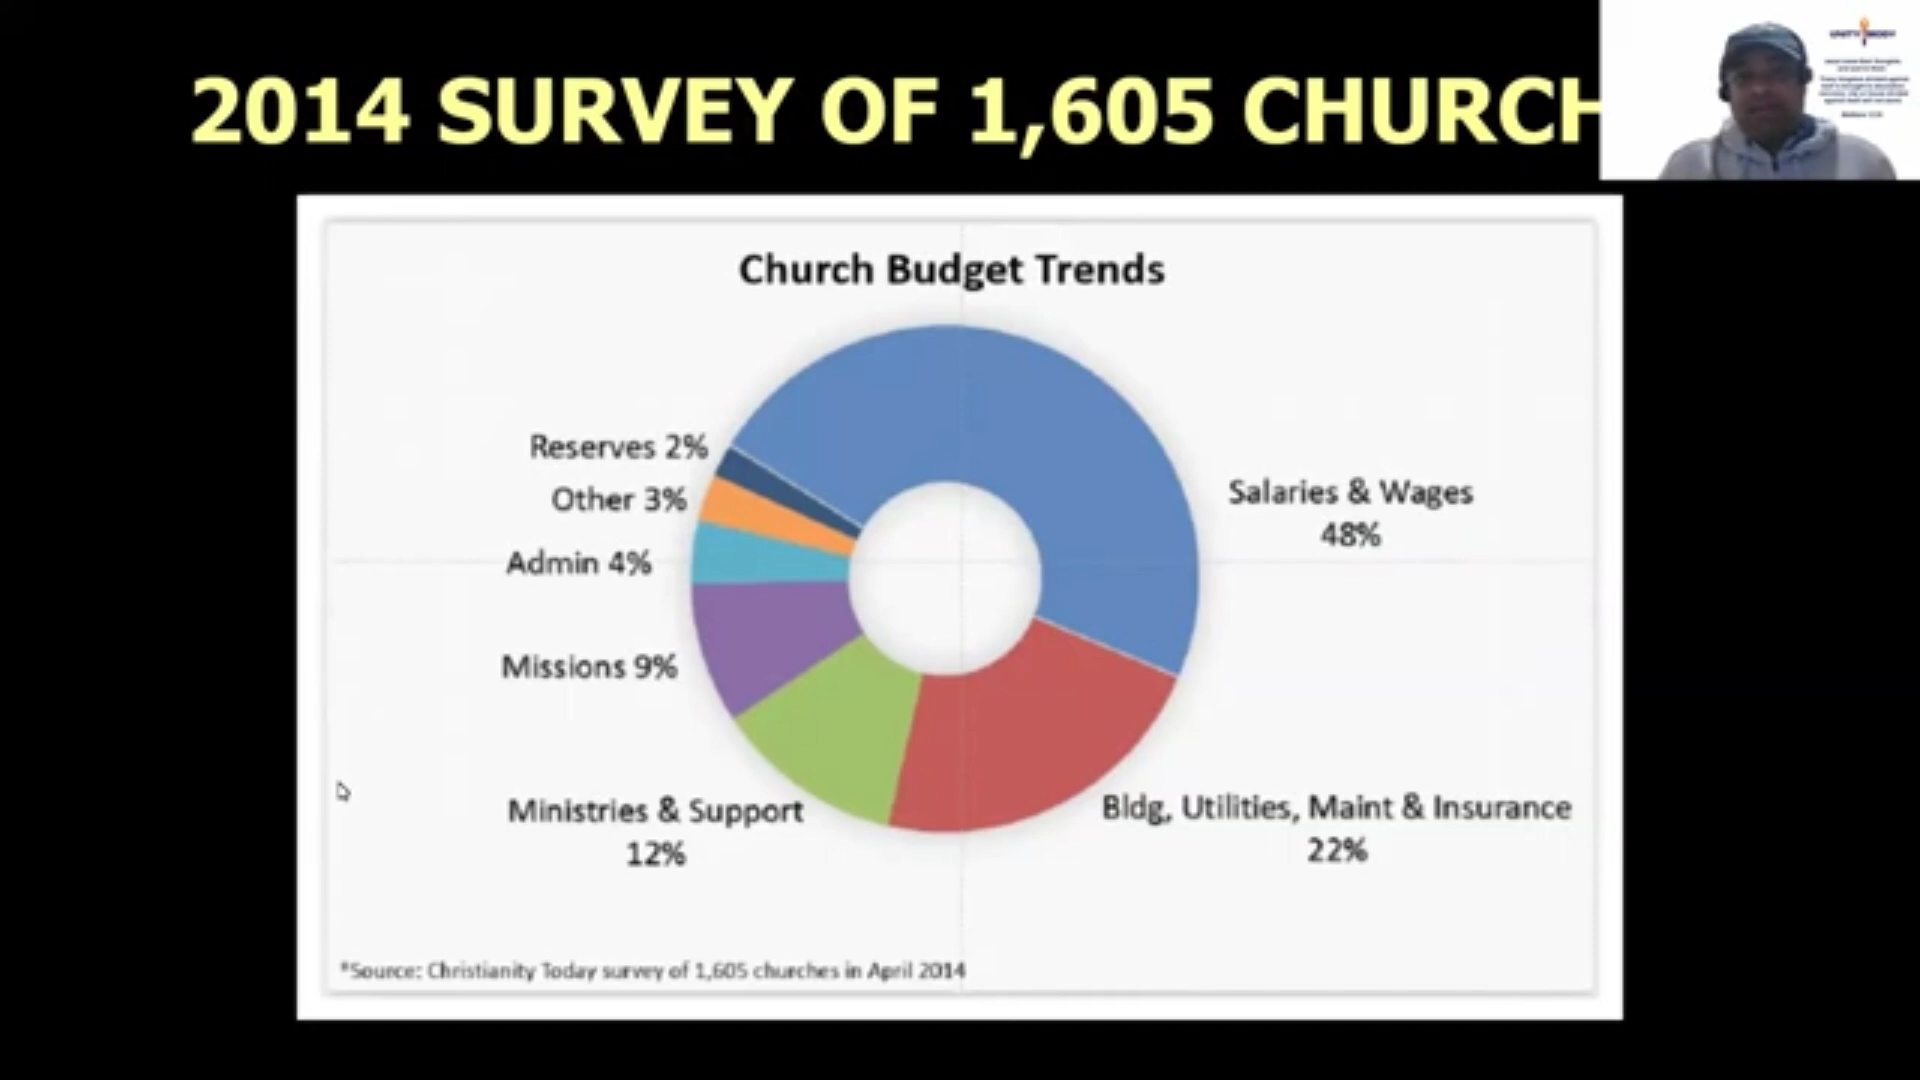 2014 SURVEY OF 1,605 CHURCH
UNITY BODY
Church Budget Trends
Reserves 2%
Other 3%
Admin 4%
Missions 9%
Ministries & Support
12%
Salaries & Wages
48%
Bldg, Utilities, Maint & Insurance
22%
*Source: Christianity Today survey of 1,605 churches in April 2014